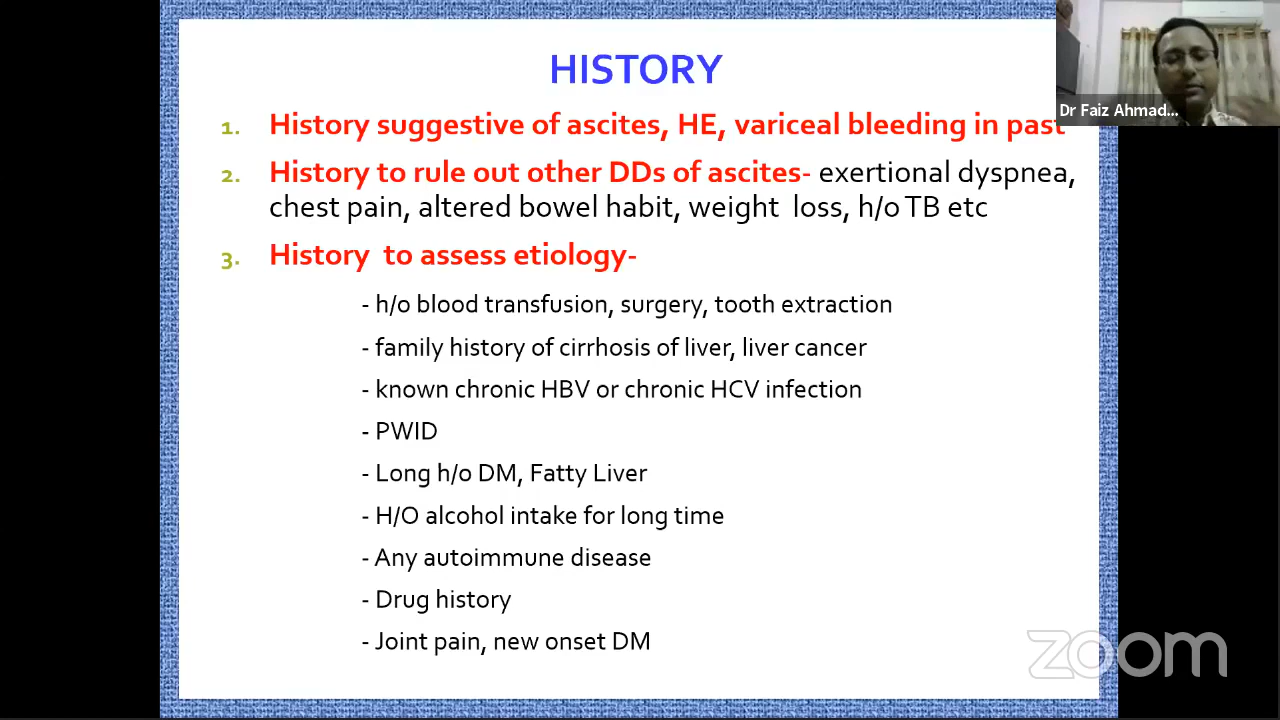 HISTORY
Dr Faiz Ahmad...
1. History suggestive of ascites, HE, variceal bleeding in past
2. History to rule out other DDs of ascites- exertional dyspnea,
chest pain, altered bowel habit, weight loss, h/o TB etc
3. History to assess etiology-
- h/o blood transfusion, surgery, tooth extraction
- family history of cirrhosis of liver, liver cancer
- known chronic HBV or chronic HCV infection
- PWID
- Long h/o DM, Fatty Liver
- H/O alcohol intake for long time
- Any autoimmune disease
- Drug history
- Joint pain, new onset DM
zoom